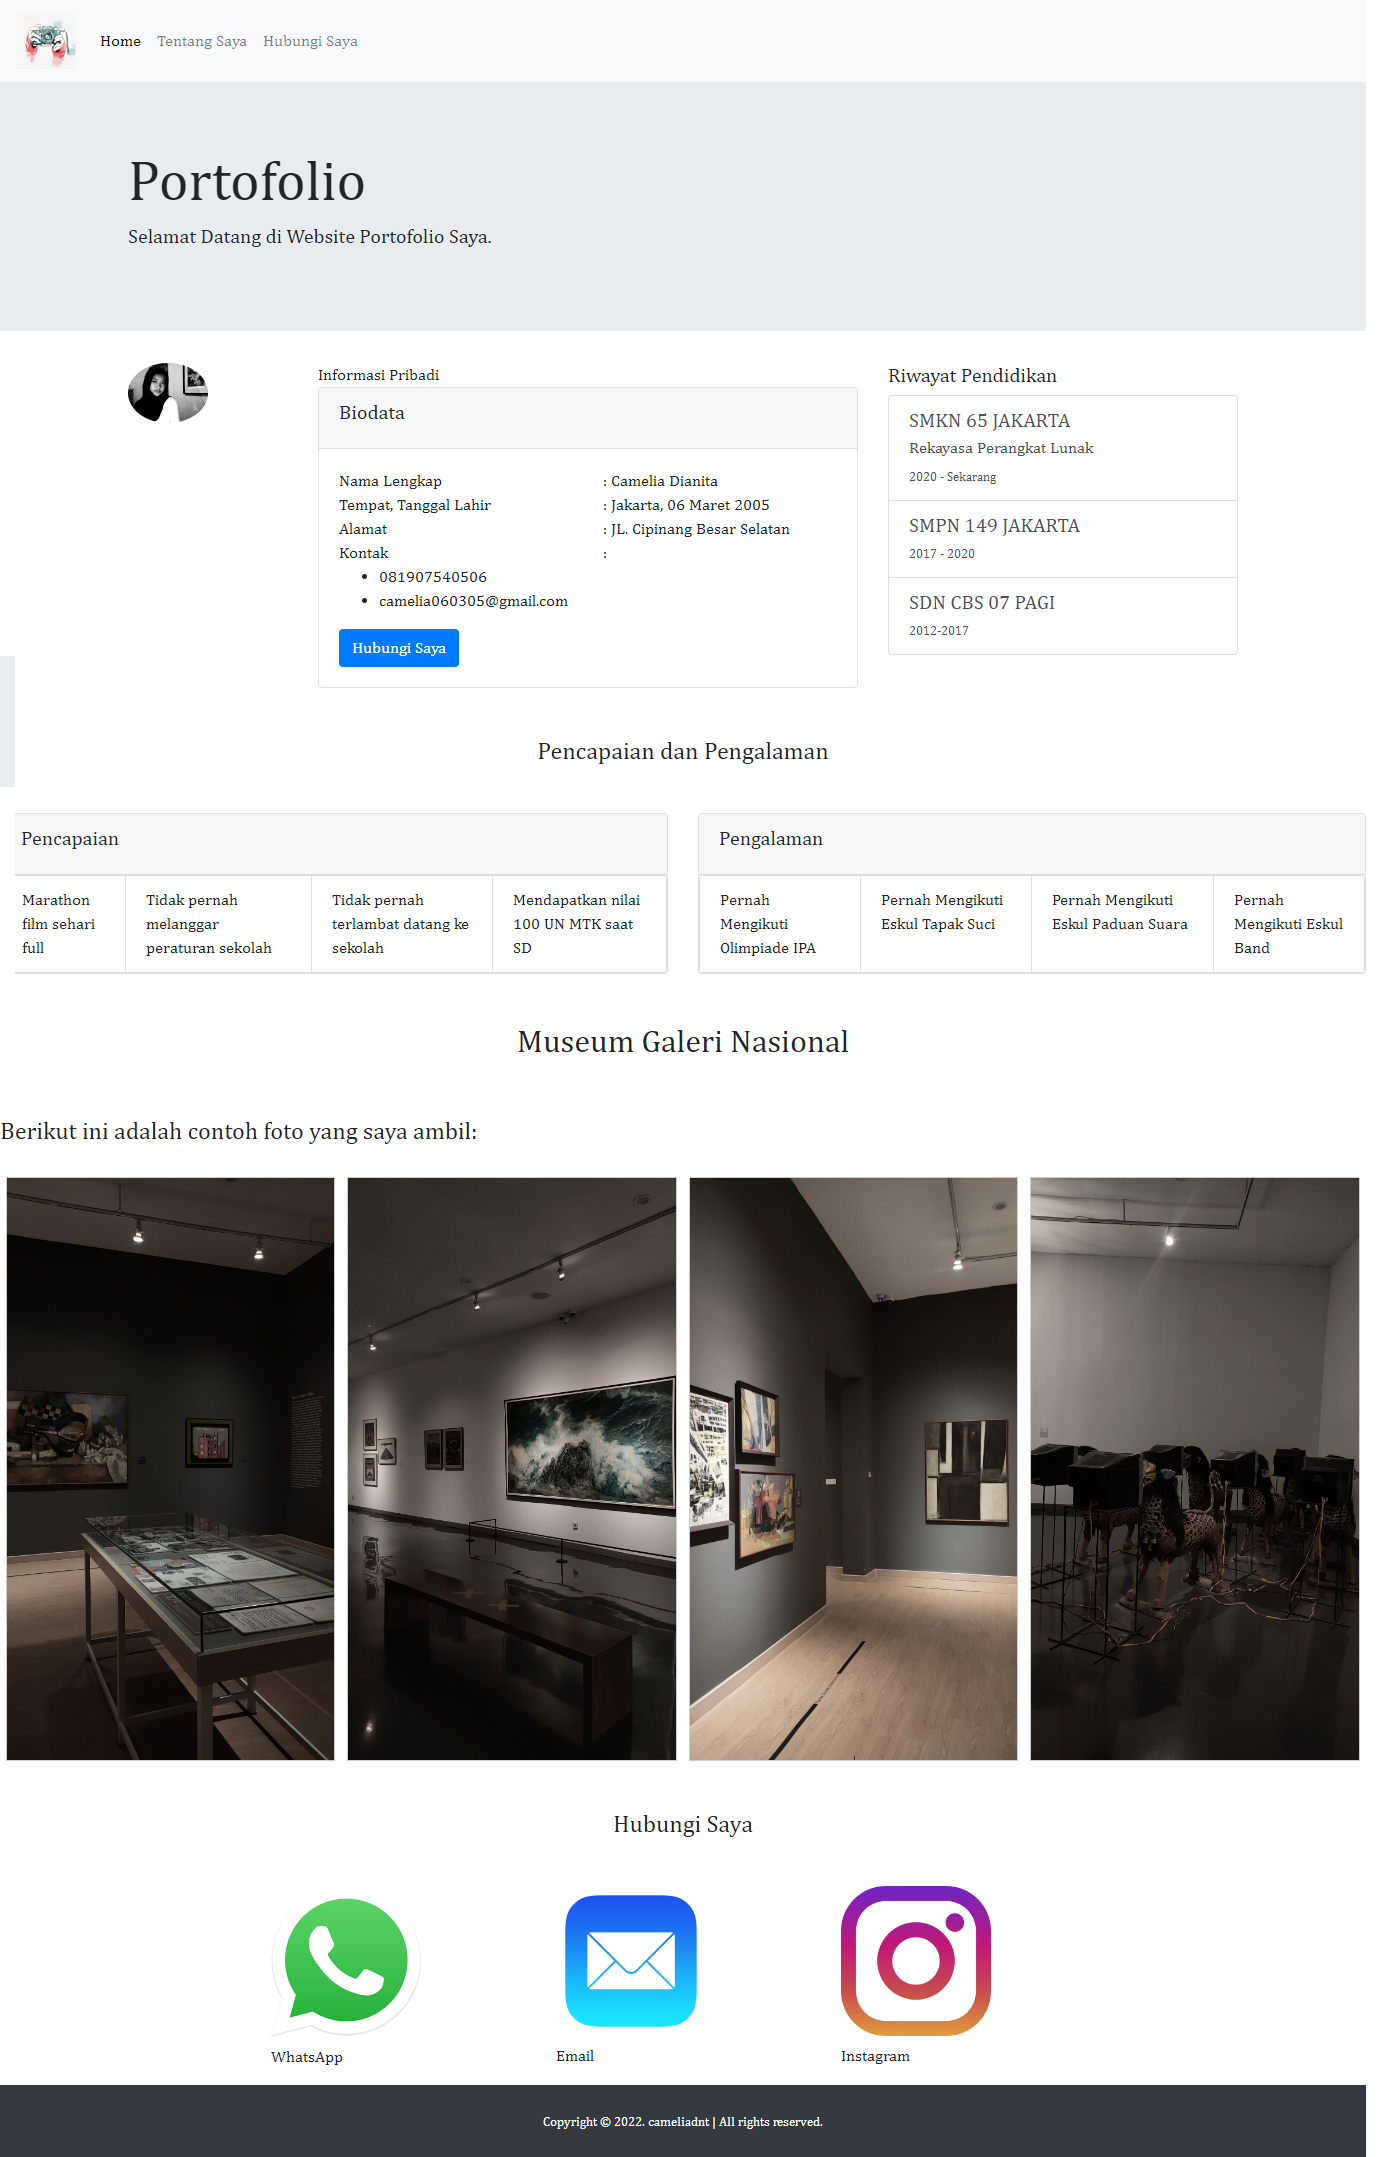 Home Tentang Saya Hubungi Saya
Portofolio
Selamat Datang di Website Portofolio Saya.
Informasi Pribadi
Biodata
Nama Lengkap : Camelia Dianita
Tempat, Tanggal Lahir : Jakarta, 06 Maret 2005
Alamat : JL. Cipinang Besar Selatan
Kontak :
• 081907540506
• camelia060305@gmail.com
Hubungi Saya
Riwayat Pendidikan
SMKN 65 JAKARTA
Rekayasa Perangkat Lunak
2020 - Sekarang
SMPN 149 JAKARTA
2017 - 2020
SDN CBS 07 PAGI
2012-2017
Pencapaian dan Pengalaman
Pencapaian
Marathon
film sehari
full
Tidak pernah
melanggar
peraturan sekolah
Tidak pernah
terlambat datang ke
sekolah
Mendapatkan nilai
100 UN MTK saat
SD
Pengalaman
Pernah
Mengikuti
Olimpiade IPA
Pernah Mengikuti
Eskul Tapak Suci
Pernah Mengikuti
Eskul Paduan Suara
Pernah
Mengikuti Eskul
Band
Museum Galeri Nasional
Berikut ini adalah contoh foto yang saya ambil:
Hubungi Saya
WhatsApp
Email
Instagram
Copyright © 2022. cameliadnt | All rights reserved.